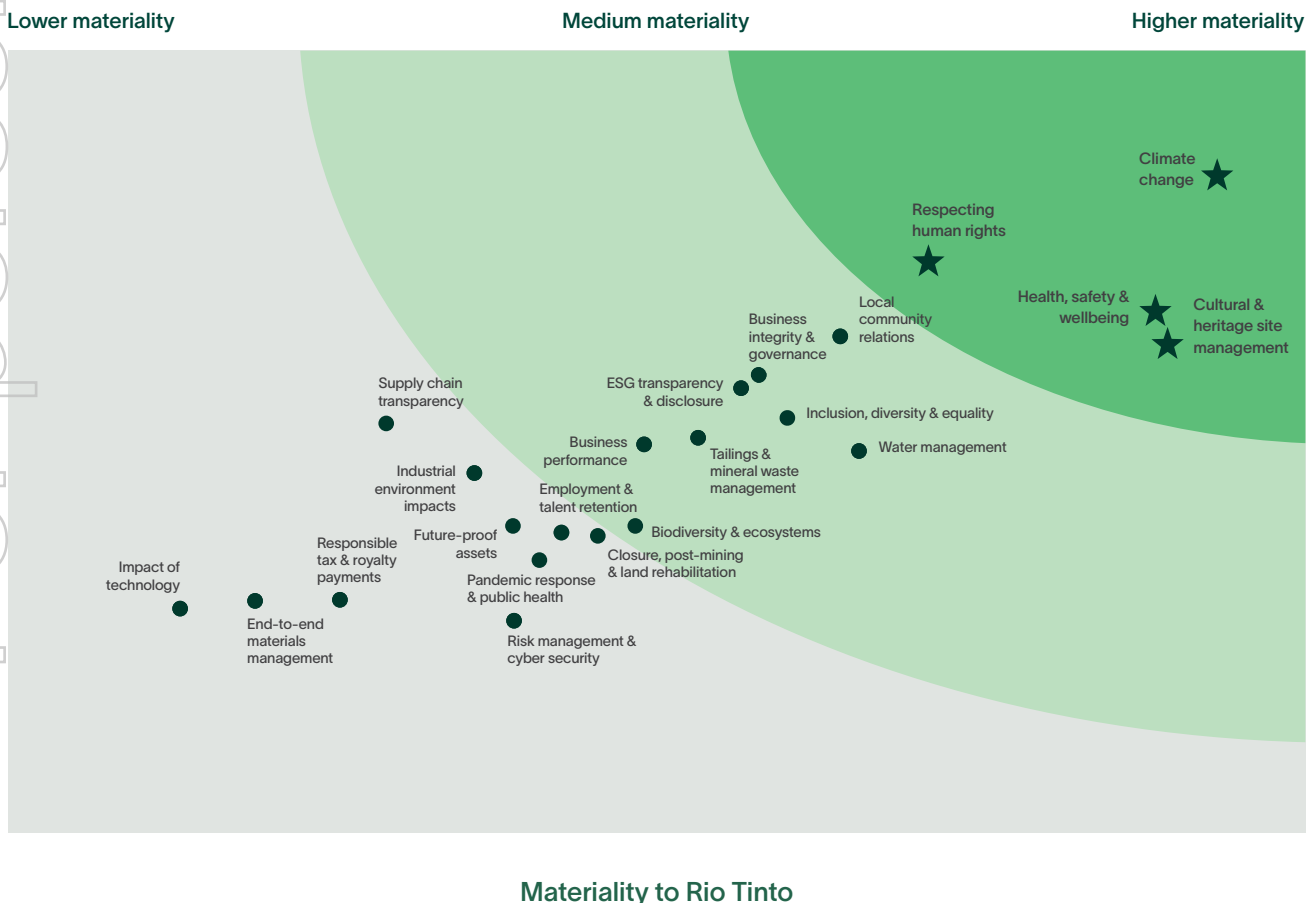 Lower materiality
Medium materiality
Higher materiality
Climate
change
Respecting
human rights
Health, safety &
wellbeing
Cultural &
heritage site
management
Local
community
relations
Business
integrity &
governance
Supply chain
transparency
ESG transparency
& disclosure
Inclusion, diversity & equality
Business
performance
Tailings &
mineral waste
management
Water management
Industrial
environment
impacts
Employment &
talent retention
Future-proof
assets
Biodiversity & ecosystems
Responsible
tax & royalty
payments
Closure, post-mining
& land rehabilitation
Impact of
technology
Pandemic response
& public health
End-to-end
materials
management
Risk management &
cyber security
Materiality to Rio Tinto